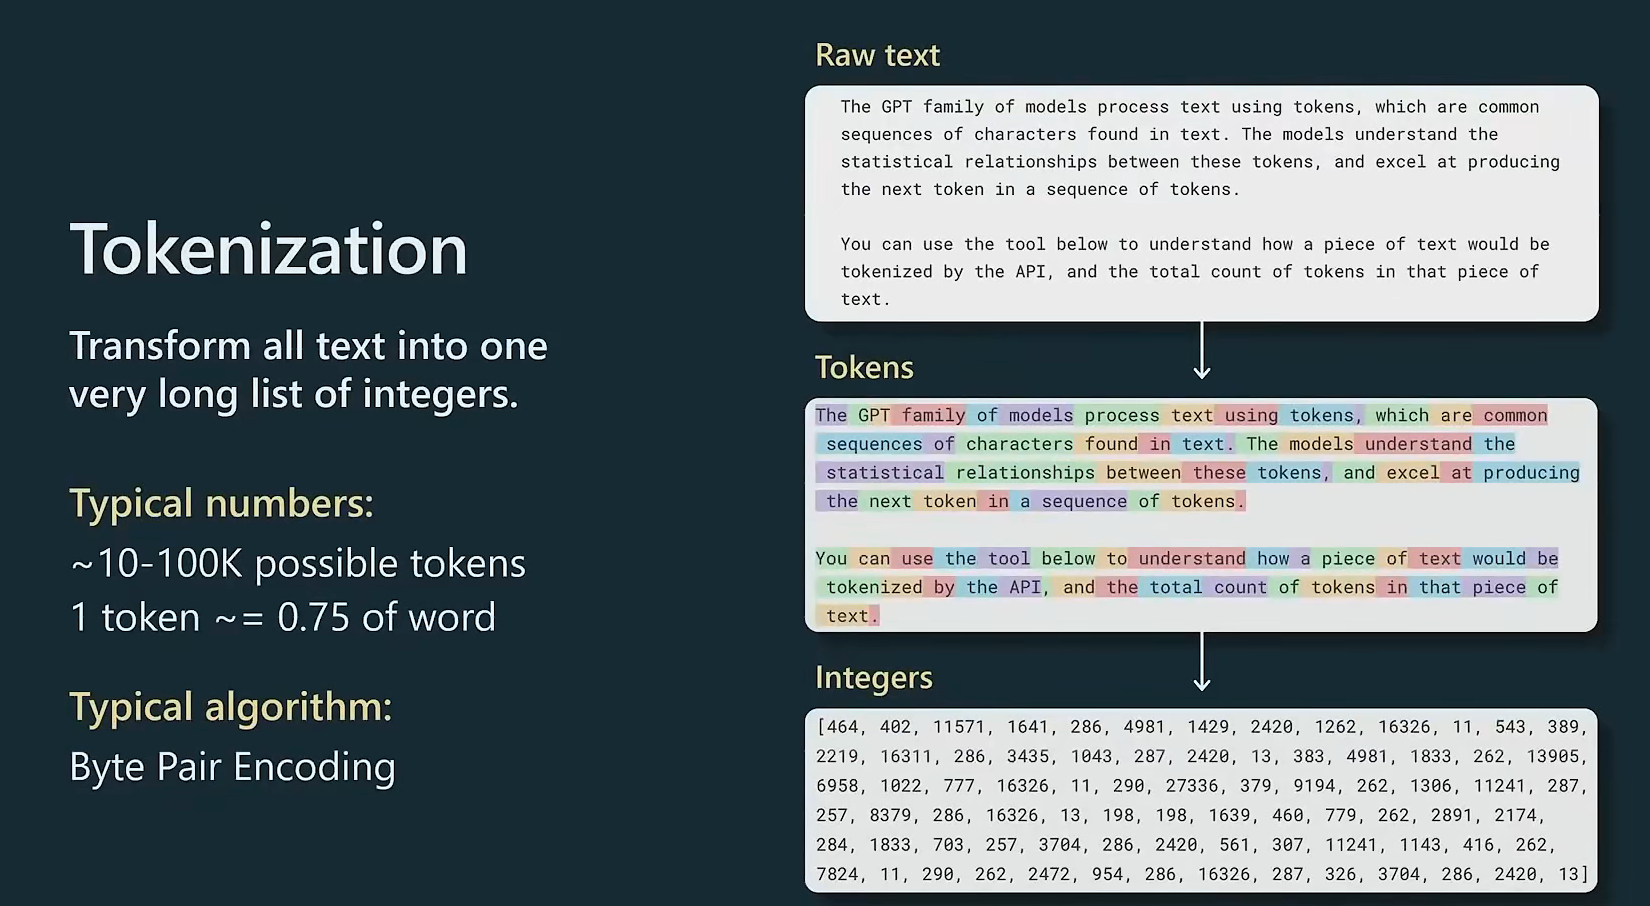 Tokenization
Transform all text into one
very long list of integers.
Typical numbers:
~10-100K possible tokens
1 token ~= 0.75 of word
Typical algorithm:
Byte Pair Encoding
Raw text
The GPT family of models process text using tokens, which are common
sequences of characters found in text. The models understand the
statistical relationships between these tokens, and excel at producing
the next token in a sequence of tokens.
You can use the tool below to understand how a piece of text would be
tokenized by the API, and the total count of tokens in that piece of
text.
Tokens
The GPT family of models process text using tokens, which are common
sequences of characters found in text. The models understand the
statistical relationships between these tokens, and excel at producing
the next token in a sequence of tokens.
You can use the tool below to understand how a piece of text would be
tokenized by the API, and the total count of tokens in that piece of
text.
Integers
[464, 402, 11571, 1641, 286, 4981, 1429, 2420, 1262, 16326, 11, 543, 389,
2219, 16311, 286, 3435, 1043, 287, 2420, 13, 383, 4981, 1833, 262, 13905,
6958, 1022, 777, 16326, 11, 290, 27336, 379, 9194, 262, 1306, 11241, 287,
257, 8379, 286, 16326, 13, 198, 198, 1639, 460, 779, 262, 2891, 2174,
284, 1833, 703, 257, 3704, 286, 2420, 561, 307, 11241, 1143, 416, 262,
7824, 11, 290, 262, 2472, 954, 286, 16326, 287, 326, 3704, 286, 2420, 13]